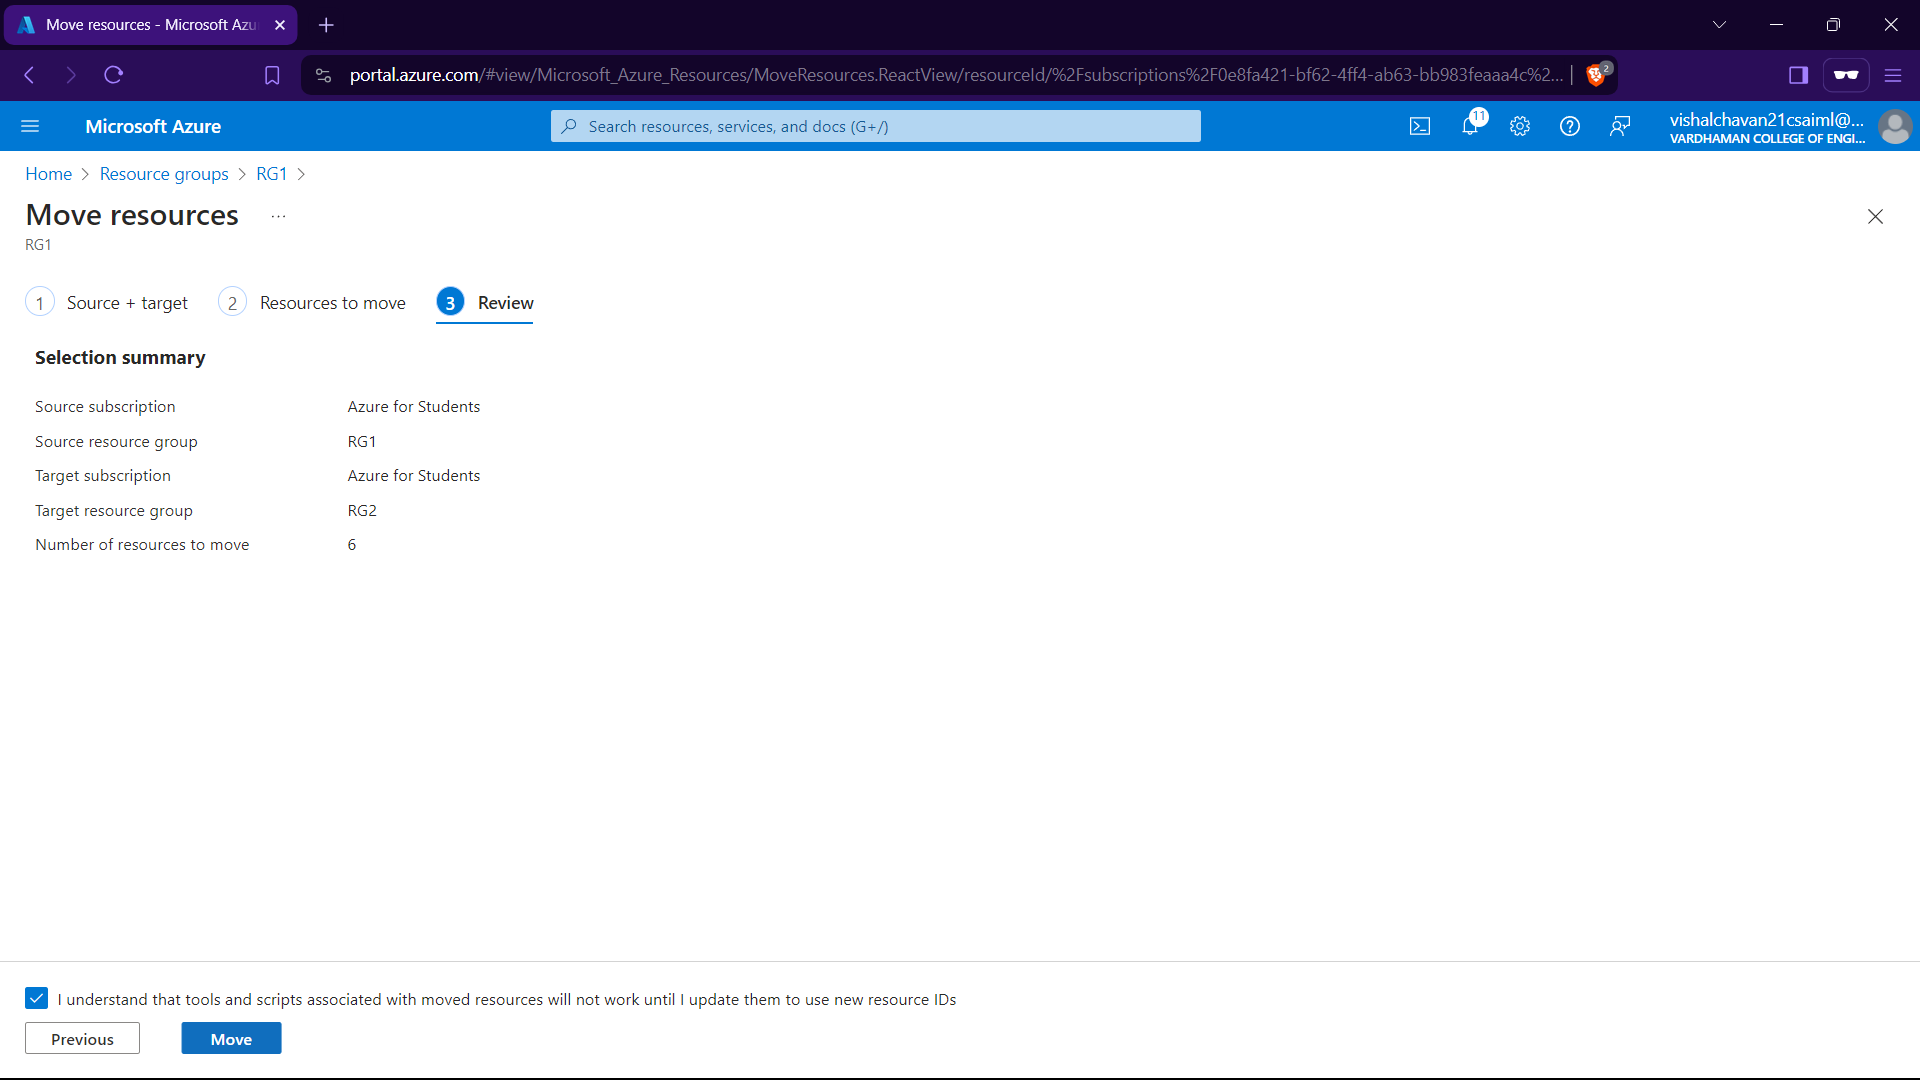 Move resources - Microsoft Azu
portal.azure.com/#view/Microsoft_Azure_Resources/MoveResources.ReactView/resourceId/%2Fsubscriptions%2F0e8fa421-bf62-4ff4-ab63-bb983feaaa4c%2...
2
Microsoft Azure
Search resources, services, and docs (G+/)
11
vishalchavan21csaiml@...
VARDHAMAN COLLEGE OF ENGI...
Home > Resource groups > RG1 >
Move resources ...
RG1
1 Source + target 2 Resources to move 3 Review
Selection summary
Source subscription Azure for Students
Source resource group RG1
Target subscription Azure for Students
Target resource group RG2
Number of resources to move 6
I understand that tools and scripts associated with moved resources will not work until I update them to use new resource IDs
Previous Move